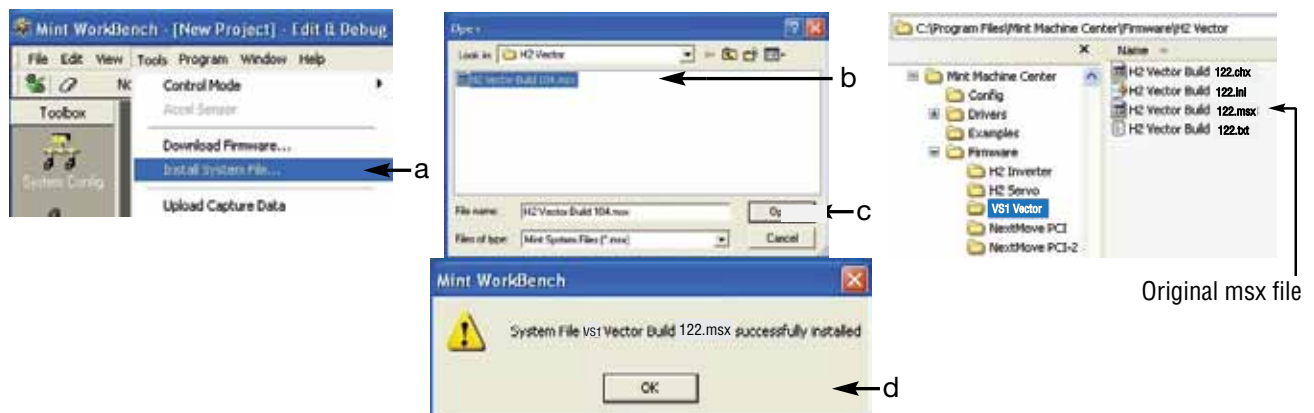 Mint WorkBench - [New Project] - Edit & Debug
File Edit View Tools Program Window Help
Control Mode
Toolbox
Accel Sensor
Download Firmware...
Install System File...
System Config
Upload Capture Data
a
Open
Look in: H2 Vector
H2 Vector Build 104.msx
b
File name: H2 Vector Build 104.msx
c
Files of type: Mint System Files (*.msx)
Cancel
C:\Program Files\Mint Machine Center\Firmware\H2 Vector
Name
Mint Machine Center
Config
Drivers
Examples
Firmware
H2 Inverter
H2 Servo
VS1 Vector
NextMove PCI
NextMove PCI-2
H2 Vector Build 122.chx
H2 Vector Build 122.ini
H2 Vector Build 122.msx
H2 Vector Build 122.txt
Original msx file
Mint WorkBench
System File VS1 Vector Build 122.msx successfully installed
OK
d